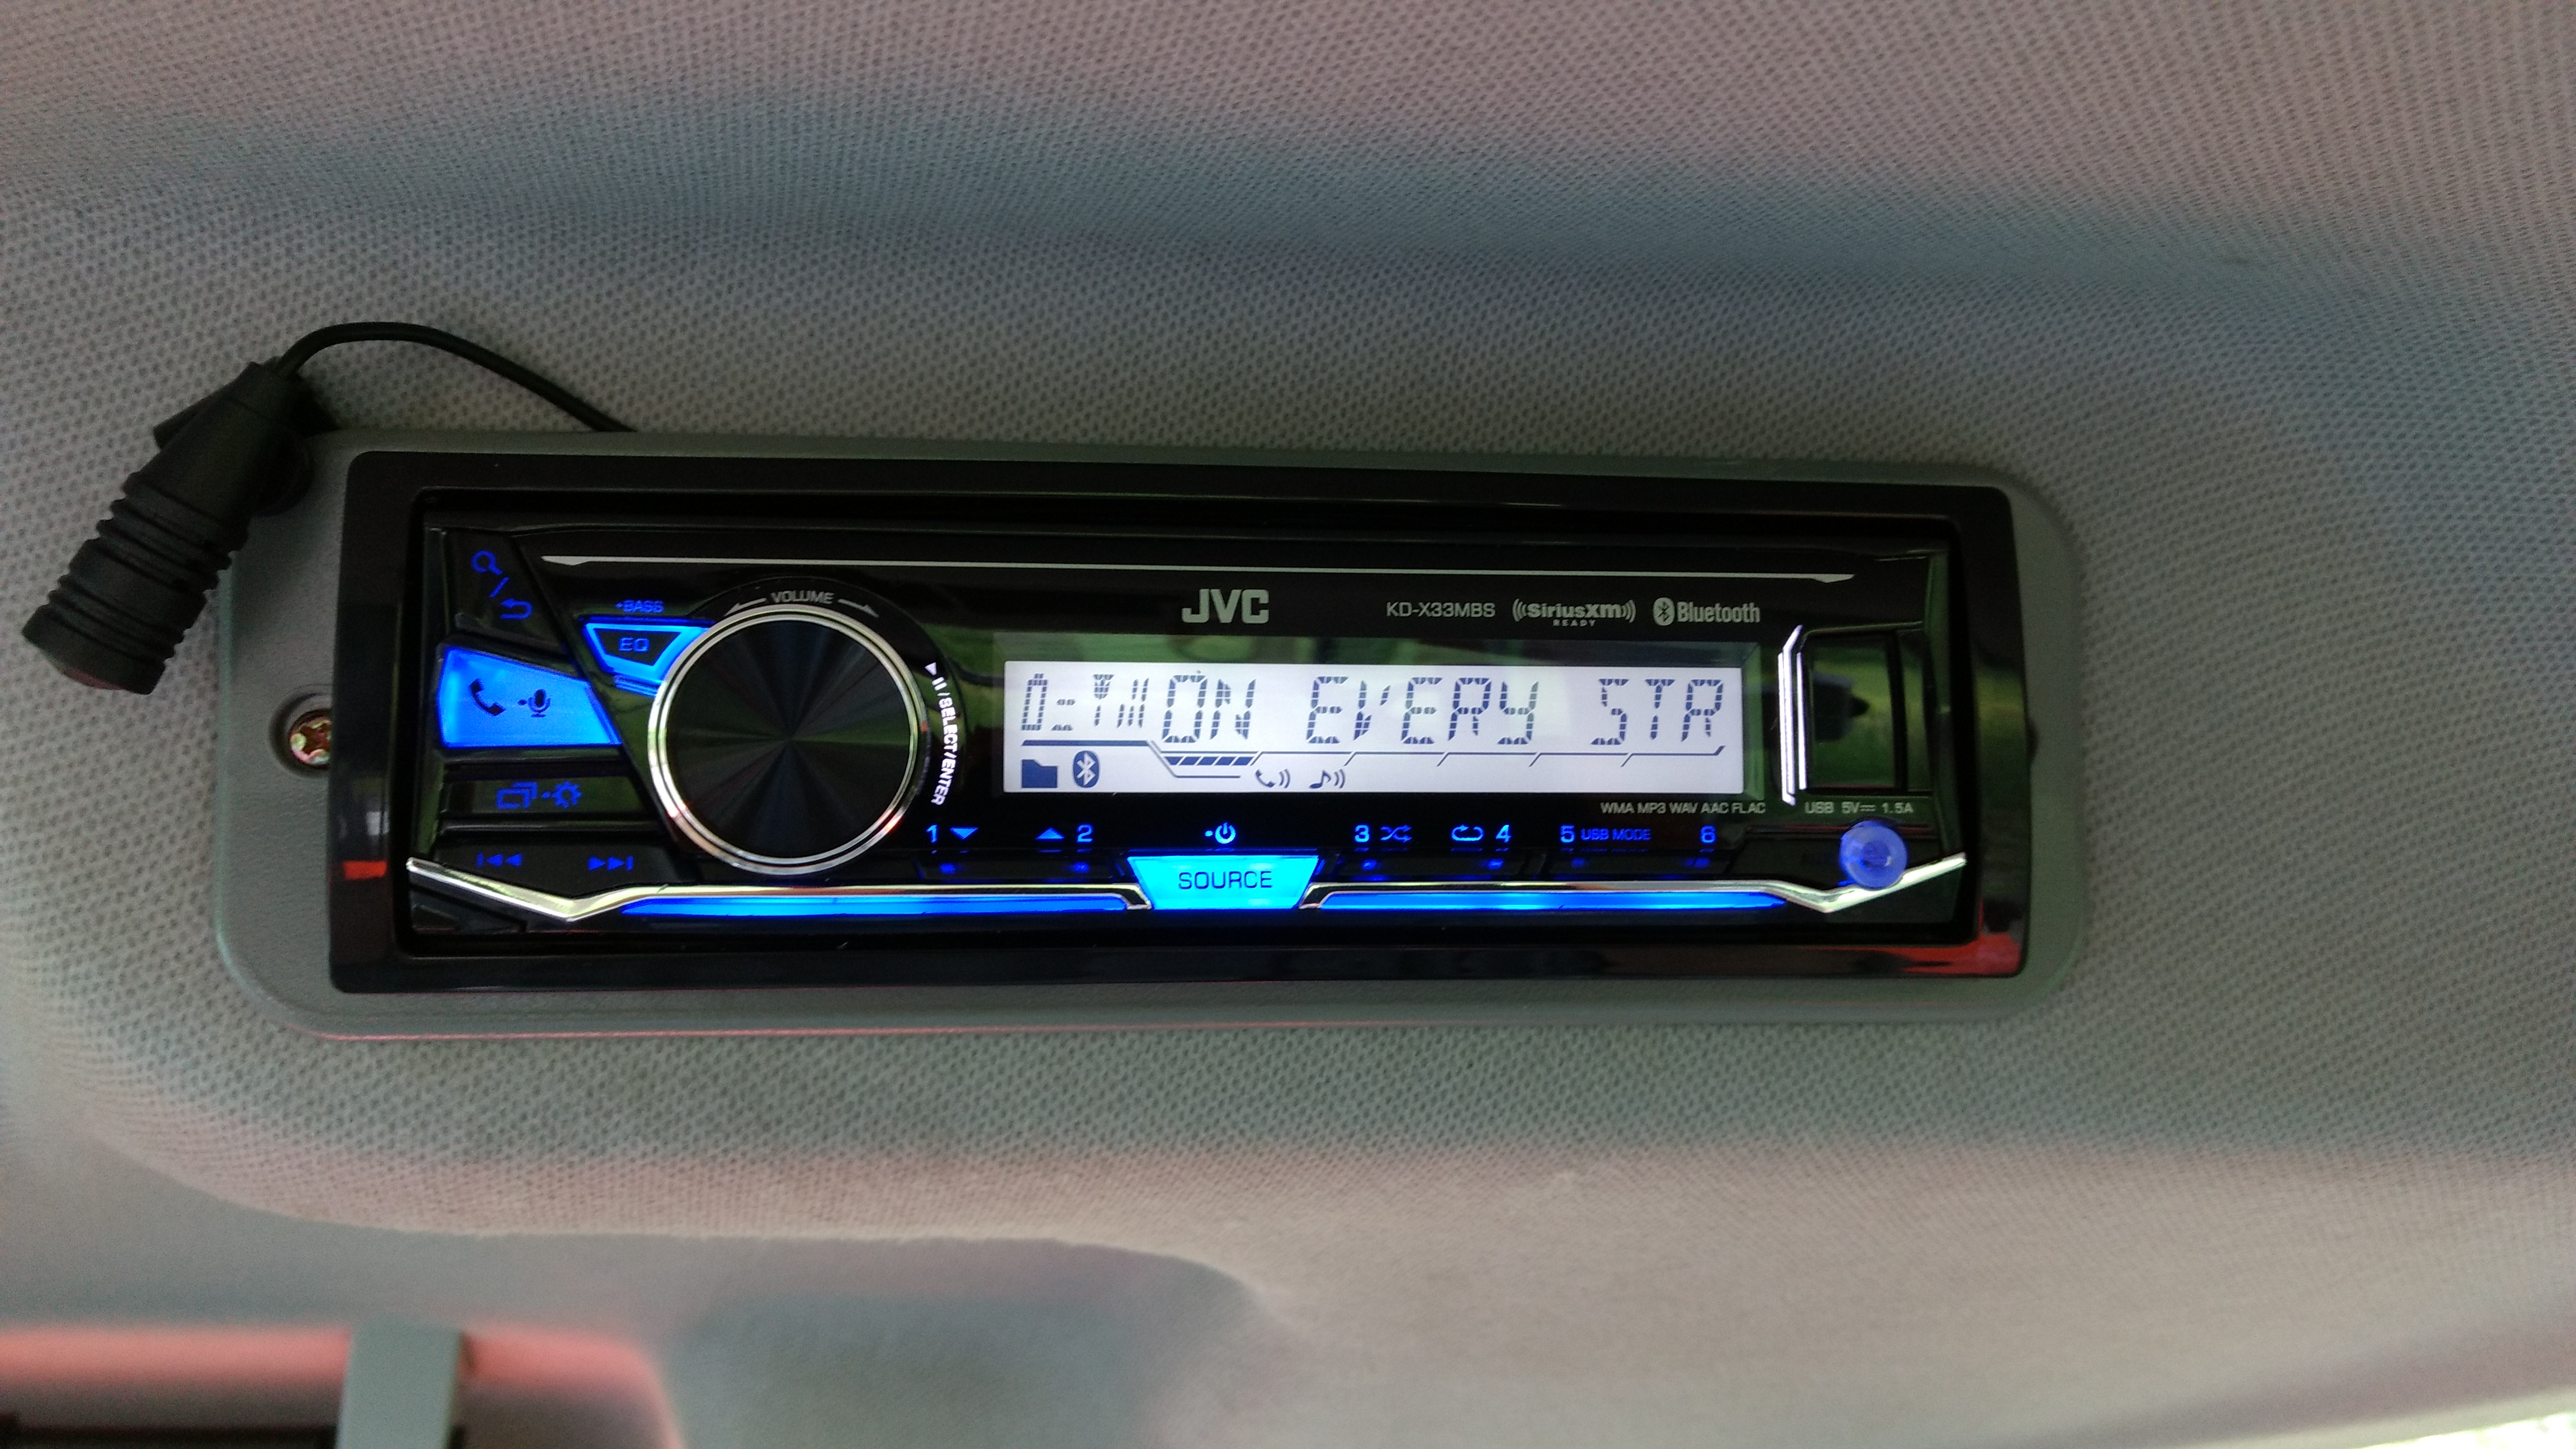 JVC KD-X33MBS SiriusXM READY Bluetooth
•BASS VOLUME
EQ
/SELECT/ENTER
ON EVERY STR
WMA MP3 WAV AAC FLAC USB 5V 1.5A
1 2 3 4 5 USB MODE 6
SOURCE